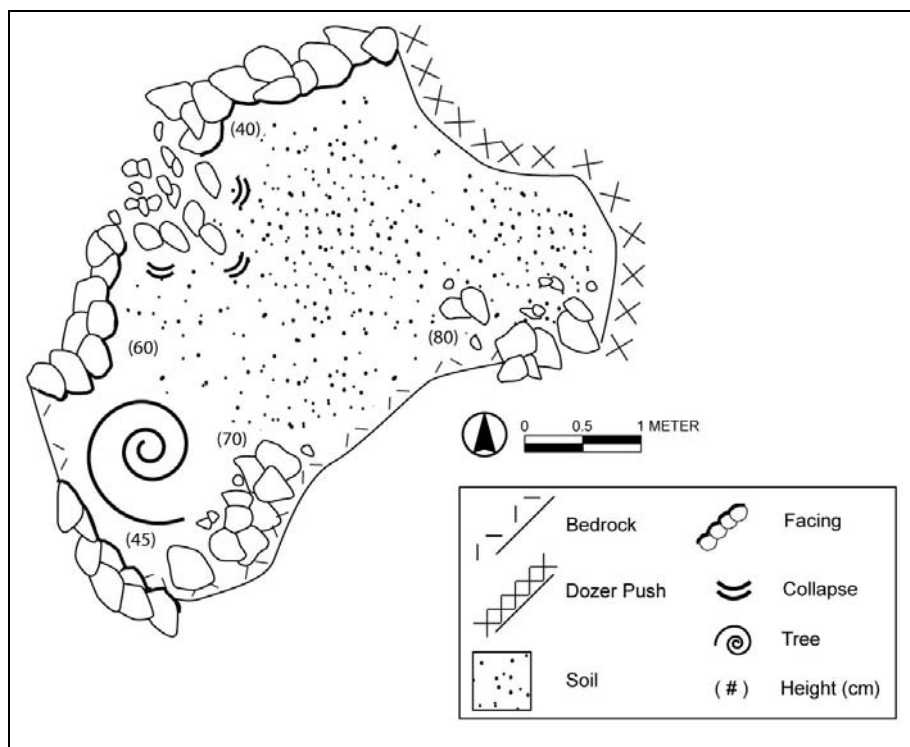 (40)
(80)
(60)
(70)
(45)
0 0.5 1 METER
Bedrock
Dozer Push
Soil
Facing
Collapse
Tree
( # ) Height (cm)